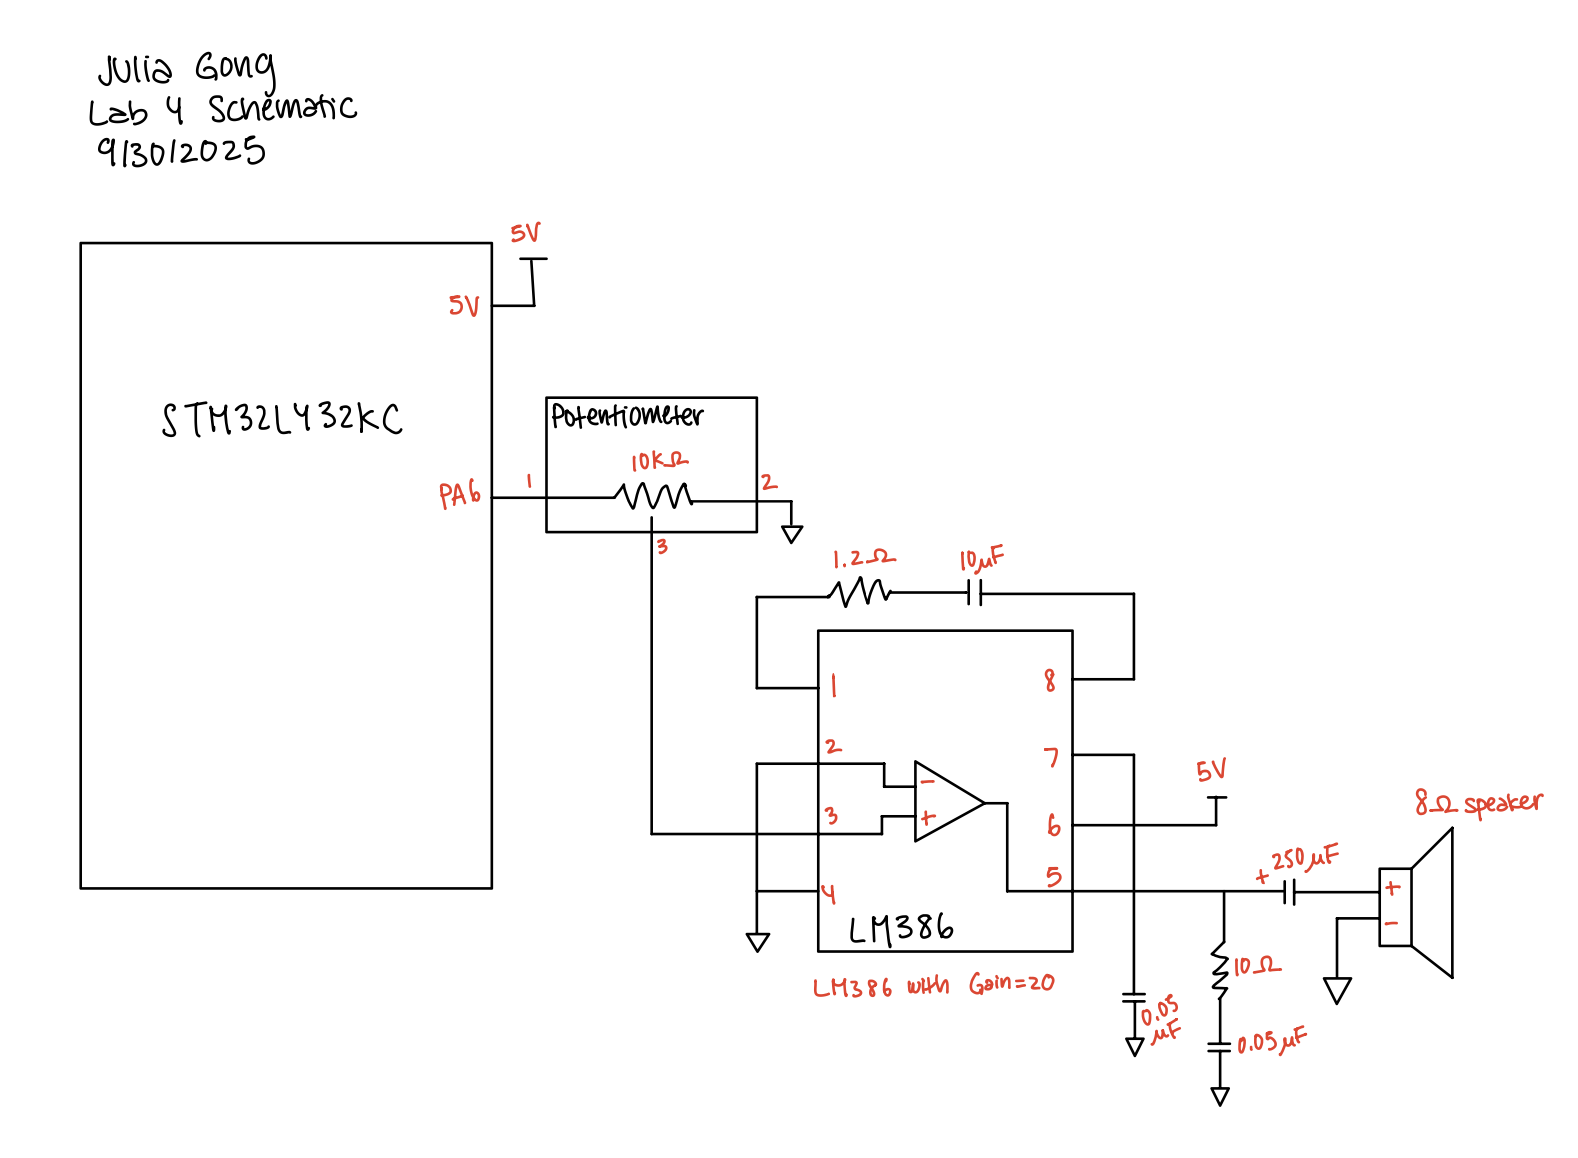 Julia Gong
Lab 4 Schematic
9/30/2025
5V
5V
STM32L432KC
PA6
1
Potentiometer
10kΩ
2
3
1.2Ω
10μF
1
8
2
7
3
6
4
5
-
+
LM386
LM386 with Gain=20
5V
8Ω speaker
+ 250μF
+
-
10Ω
0.05
μF
0.05μF